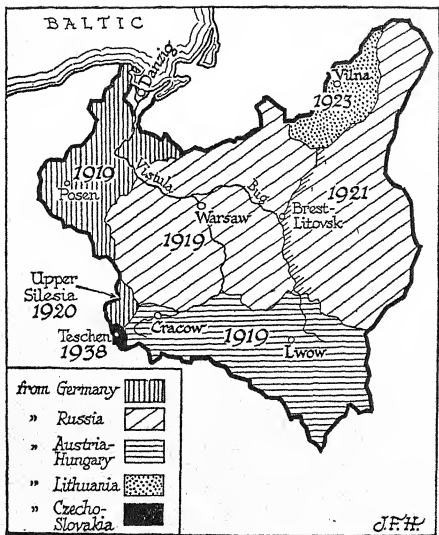 BALTIC
Danzig
Vilna
1923
1919
Posen
Vistula
Bug
1921
Warsaw
Brest-
Litovsk
1919
Upper
Silesia
1920
Teschen
1938
Cracow
1919
Lwow
from Germany
" Russia
" Austria-
Hungary
" Lithuania
" Czecho-
Slovakia
J.F.H.